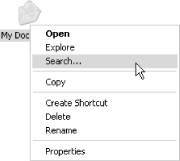 My Doc
Open
Explore
Search...
Copy
Create Shortcut
Delete
Rename
Properties